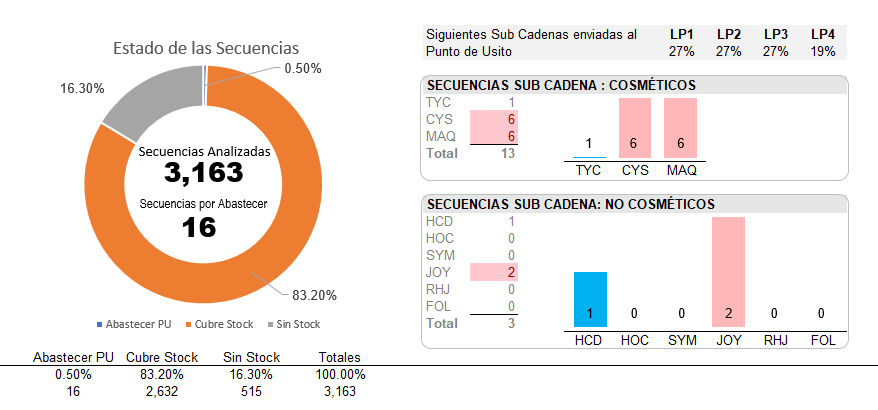 Estado de las Secuencias
0.50%
16.30%
Secuencias Analizadas
3,163
Secuencias por Abastecer
16
83.20%
Abastecer PU Cubre Stock Sin Stock
Abastecer PU Cubre Stock Sin Stock Totales
0.50% 83.20% 16.30% 100.00%
16 2,632 515 3,163
Siguientes Sub Cadenas enviadas al LP1 LP2 LP3 LP4
Punto de Usito 27% 27% 27% 19%
SECUENCIAS SUB CADENA : COSMÉTICOS
TYC 1
CYS 6
MAQ 6
Total 13
1 6 6
TYC CYS MAQ
SECUENCIAS SUB CADENA: NO COSMÉTICOS
HCD 1
HOC 0
SYM 0
JOY 2
RHJ 0
FOL 0
Total 3
1 0 0 2 0 0
HCD HOC SYM JOY RHJ FOL